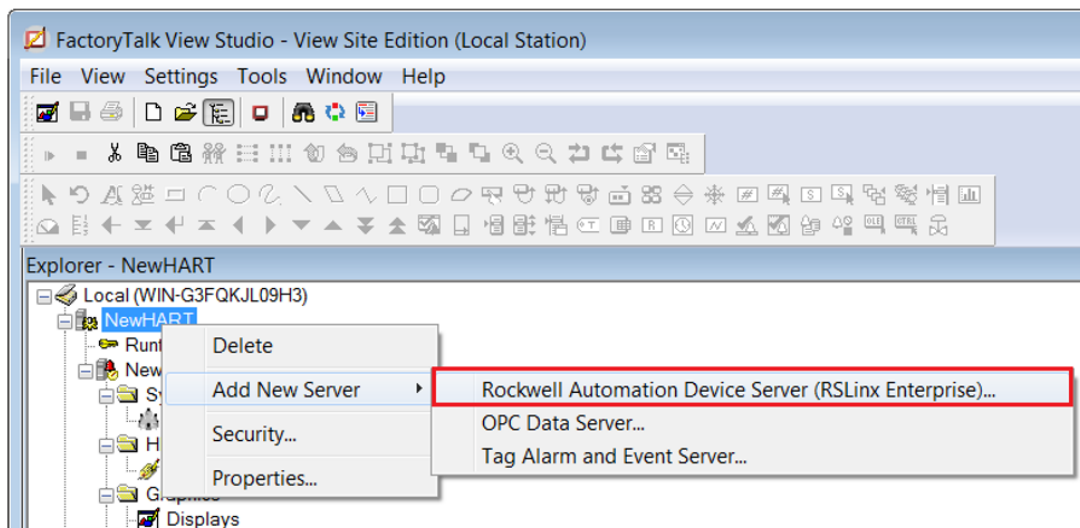 FactoryTalk View Studio - View Site Edition (Local Station)
File View Settings Tools Window Help
Explorer - NewHART
Local (WIN-G3FQKJL09H3)
NewHART
Delete
Add New Server
Rockwell Automation Device Server (RSLinx Enterprise)...
OPC Data Server...
Tag Alarm and Event Server...
Security...
Properties...
Displays